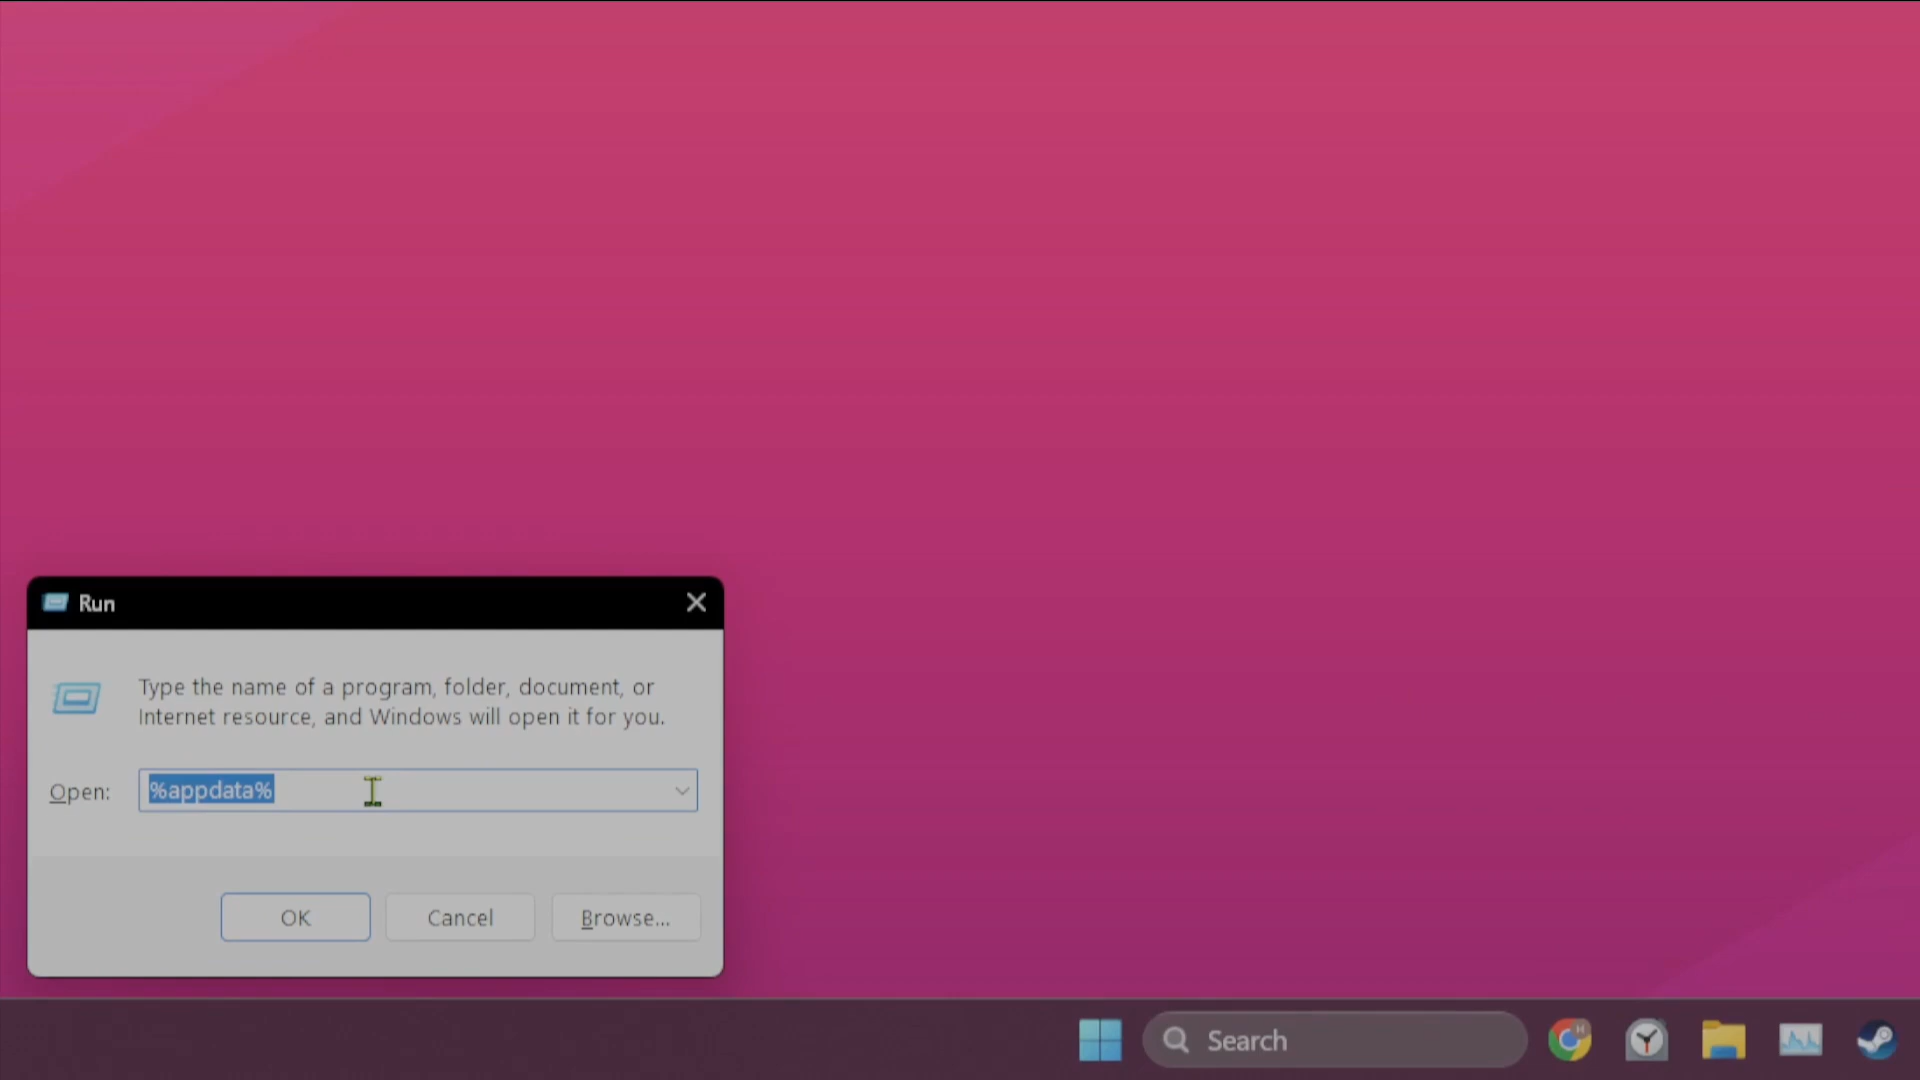 Run
Type the name of a program, folder, document, or
Internet resource, and Windows will open it for you.
Open: %appdata%
OK Cancel Browse...
Search
H